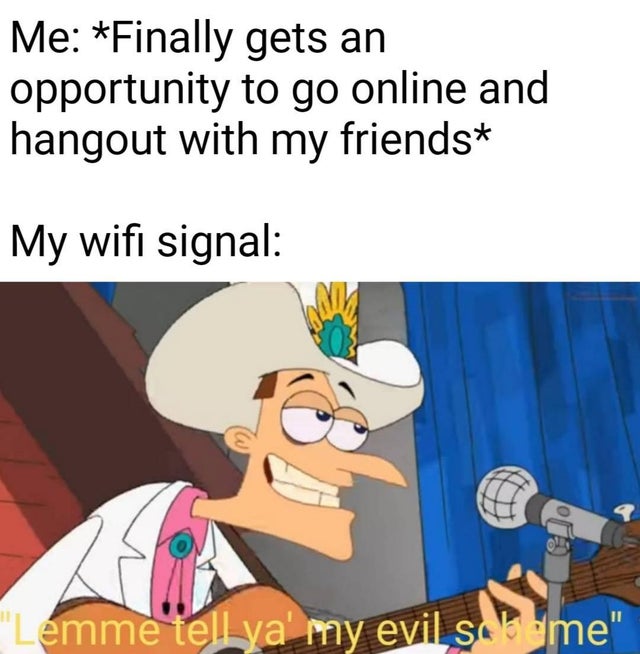 Me: *Finally gets an
opportunity to go online and
hangout with my friends*
My wifi signal:
"Lemme tell ya' my evil scheme"